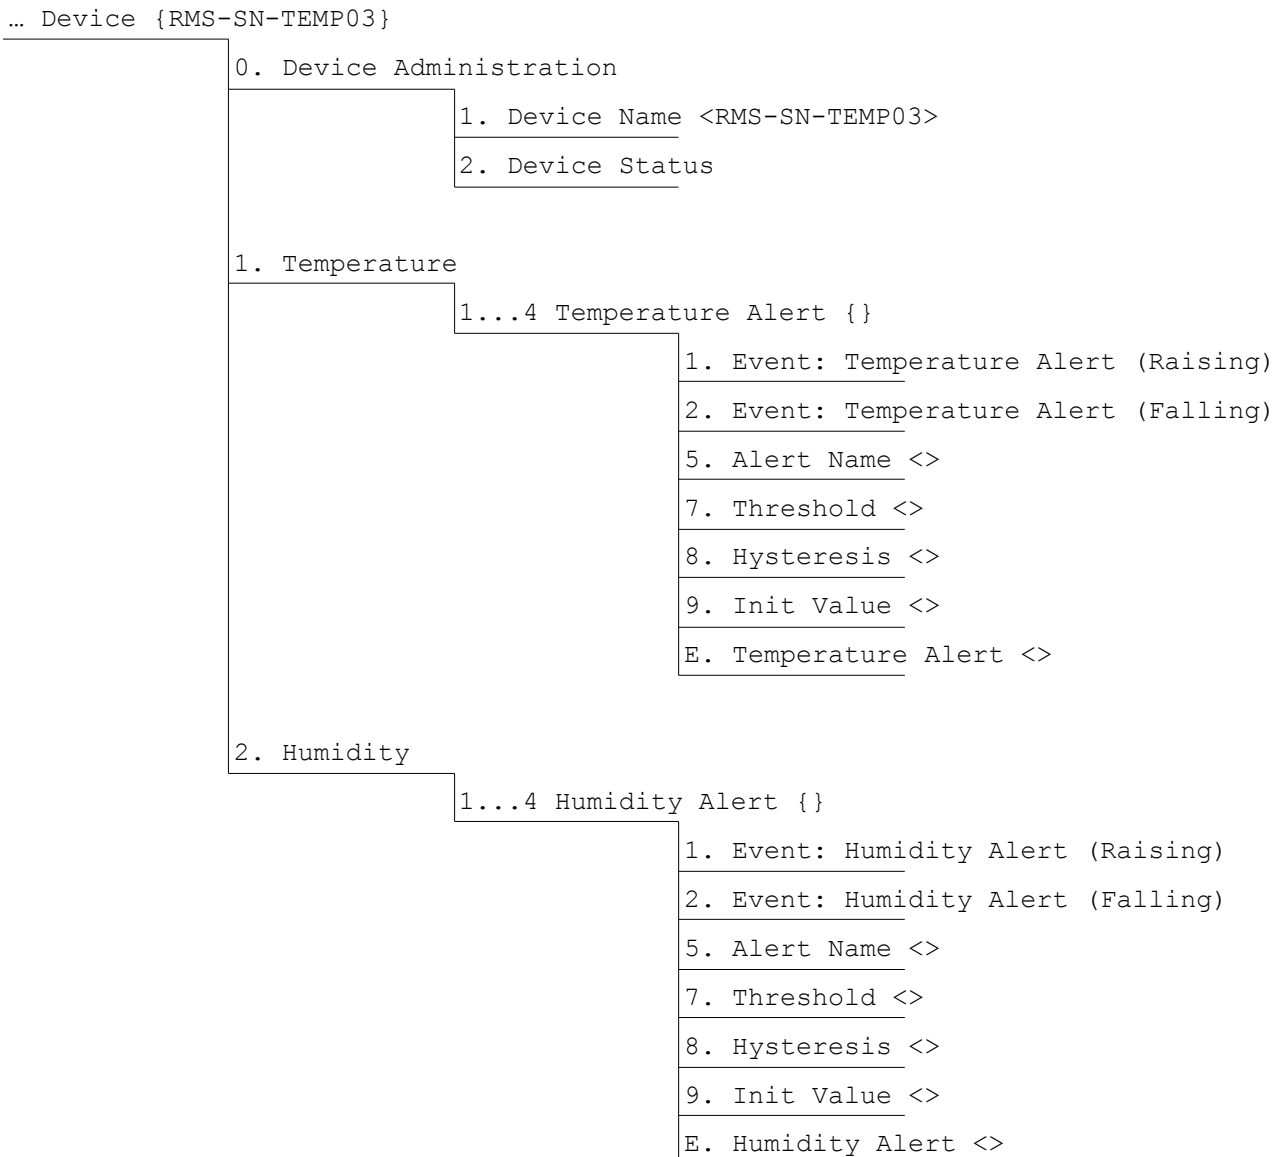 … Device {RMS-SN-TEMP03}
0. Device Administration
1. Device Name <RMS-SN-TEMP03>
2. Device Status
1. Temperature
1...4 Temperature Alert {}
1. Event: Temperature Alert (Raising)
2. Event: Temperature Alert (Falling)
5. Alert Name <>
7. Threshold <>
8. Hysteresis <>
9. Init Value <>
E. Temperature Alert <>
2. Humidity
1...4 Humidity Alert {}
1. Event: Humidity Alert (Raising)
2. Event: Humidity Alert (Falling)
5. Alert Name <>
7. Threshold <>
8. Hysteresis <>
9. Init Value <>
E. Humidity Alert <>